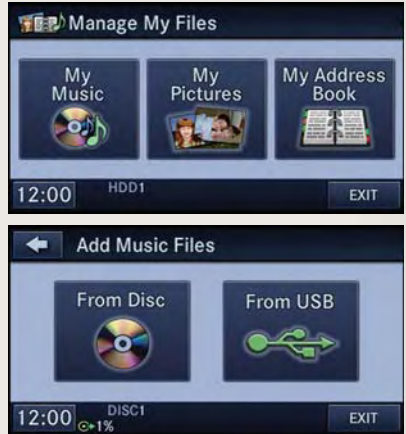 Manage My Files
My Music
My Pictures
My Address Book
12:00 HDD1 EXIT
Add Music Files
From Disc
From USB
12:00 1% DISC1 EXIT